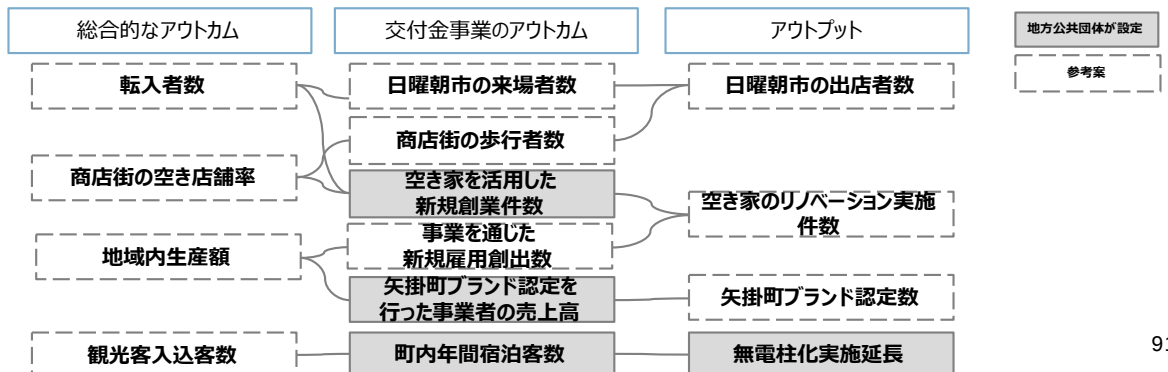 総合的なアウトカム
交付金事業のアウトカム
アウトプット
地方公共団体が設定
参考案
転入者数
日曜朝市の来場者数
日曜朝市の出店者数
商店街の歩行者数
商店街の空き店舗率
空き家を活用した
新規創業件数
空き家のリノベーション実施
件数
事業を通じた
新規雇用創出数
地域内生産額
矢掛町ブランド認定を
行った事業者の売上高
矢掛町ブランド認定数
観光客入込客数
町内年間宿泊客数
無電柱化実施延長
91